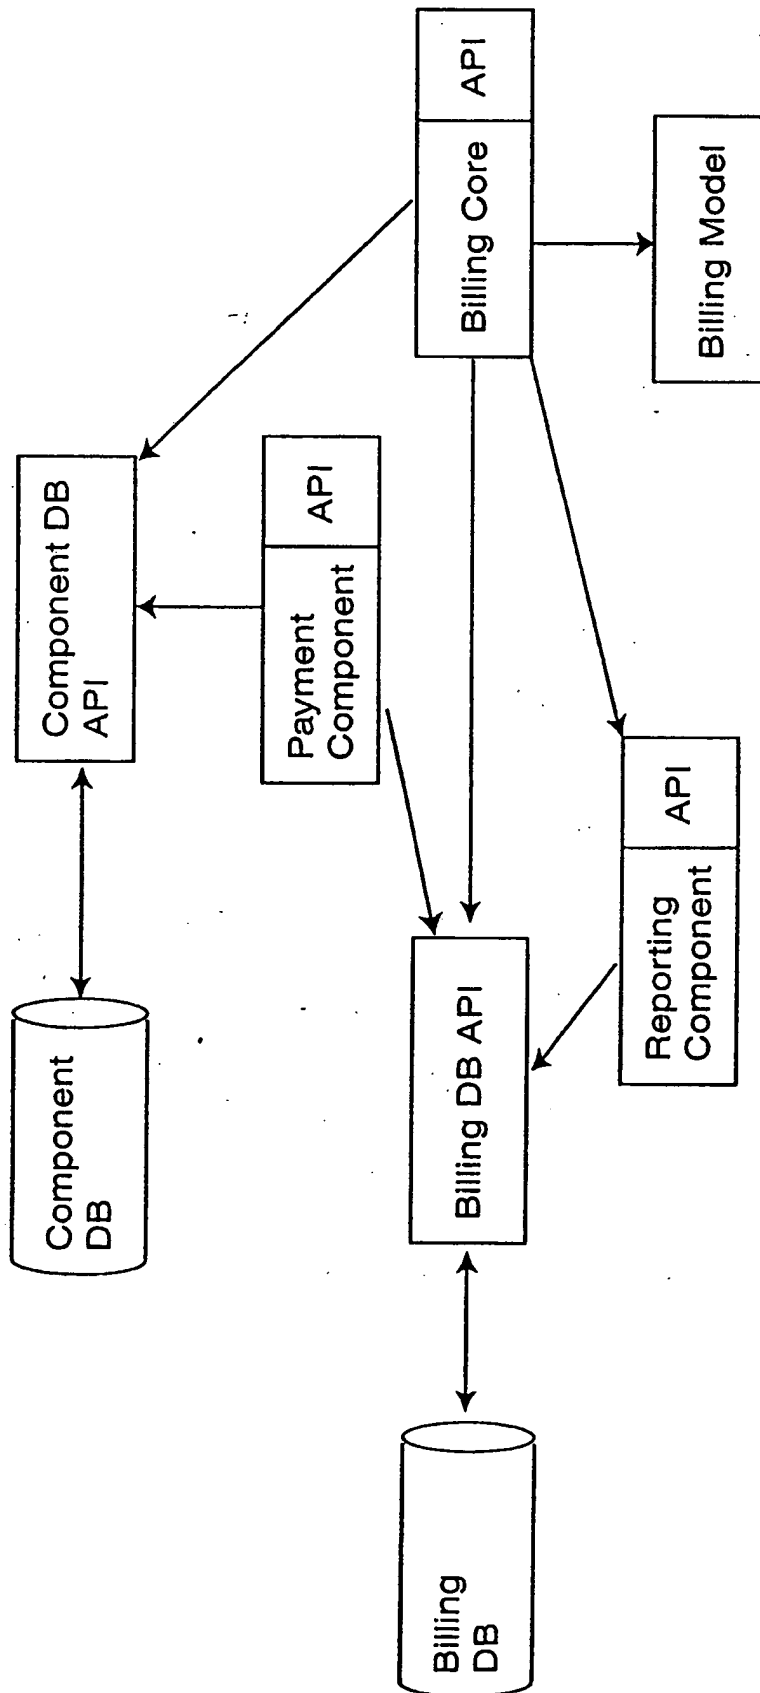 Component
DB
Component DB
API
Payment
Component
API
Billing
DB
Billing DB API
Billing Core
API
Reporting
Component
API
Billing Model